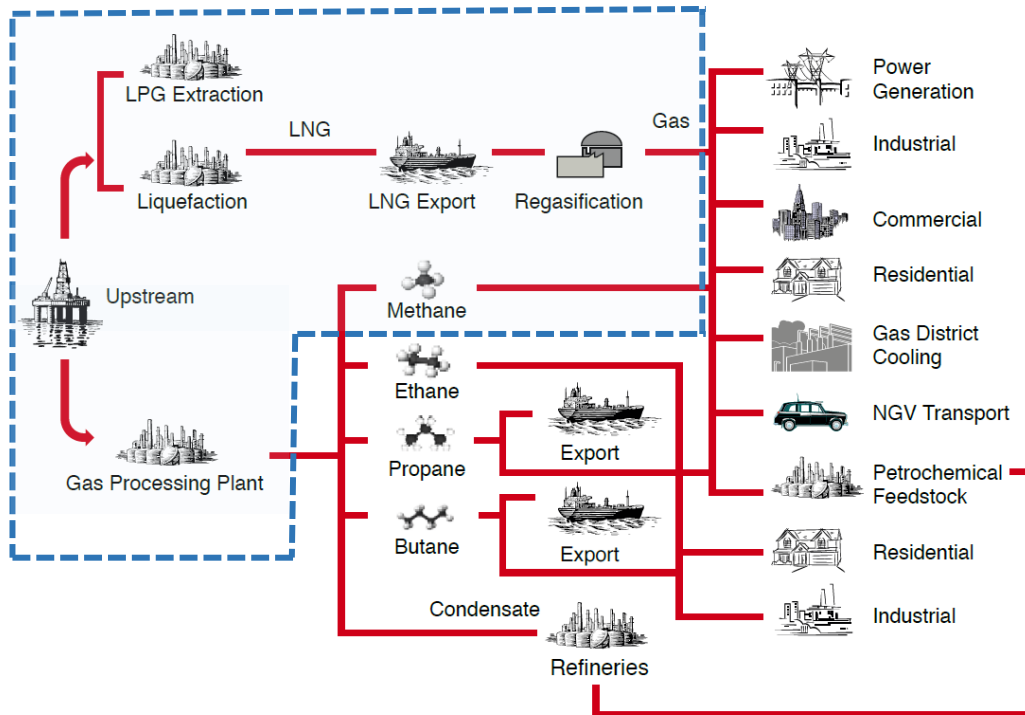 LPG Extraction
LNG
Gas
Liquefaction
LNG Export
Regasification
Upstream
Methane
Gas Processing Plant
Ethane
Propane
Export
Butane
Export
Condensate
Refineries
Power
Generation
Industrial
Commercial
Residential
Gas District
Cooling
NGV Transport
Petrochemical
Feedstock
Residential
Industrial